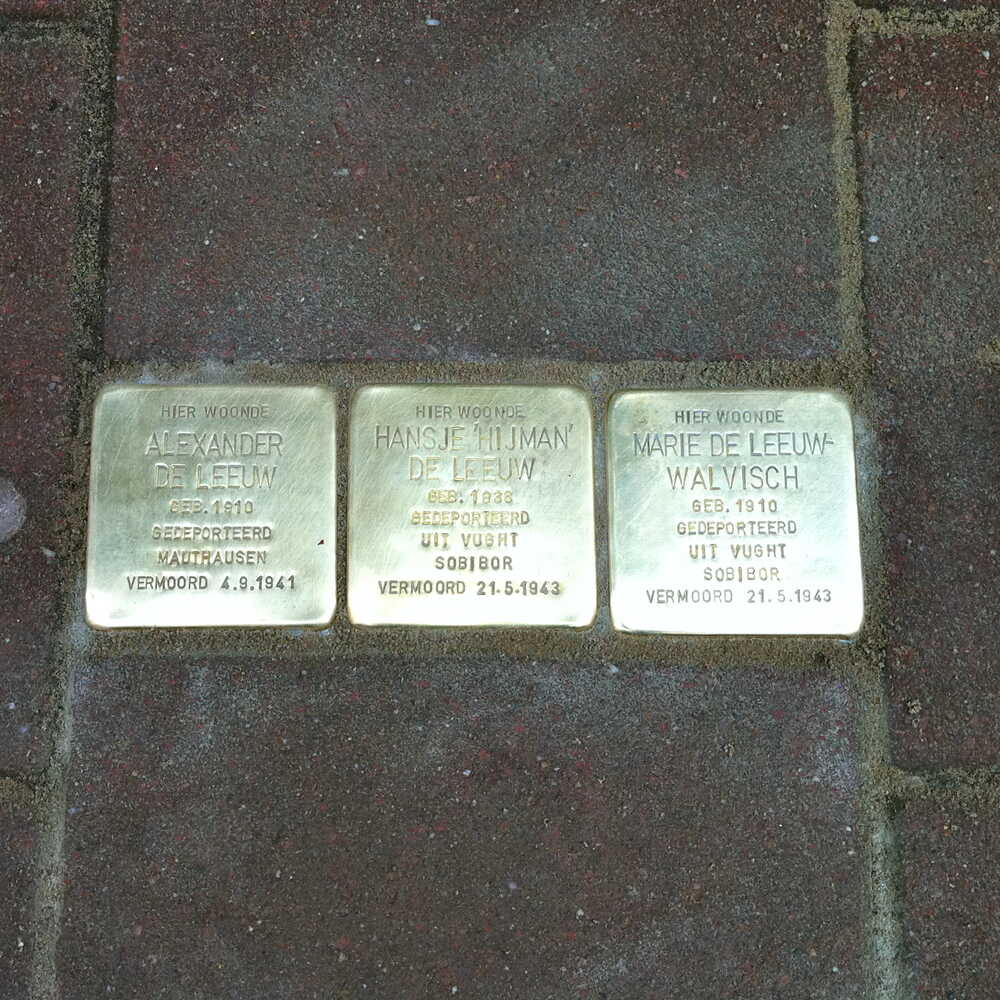 HIER WOONDE
ALEXANDER
DE LEEUW
GEB. 1910
GEDEPORTEERD
MAUTHAUSEN
VERMOORD 4.9.1941
HIER WOONDE
HANSJE 'HIJMAN'
DE LEEUW
GEB. 1938
GEDEPORTEERD
UIT VUGHT
SOBIBOR
VERMOORD 21.5.1943
HIER WOONDE
MARIE DE LEEUW-
WALVISCH
GEB. 1910
GEDEPORTEERD
UIT VUGHT
SOBIBOR
VERMOORD 21.5.1943